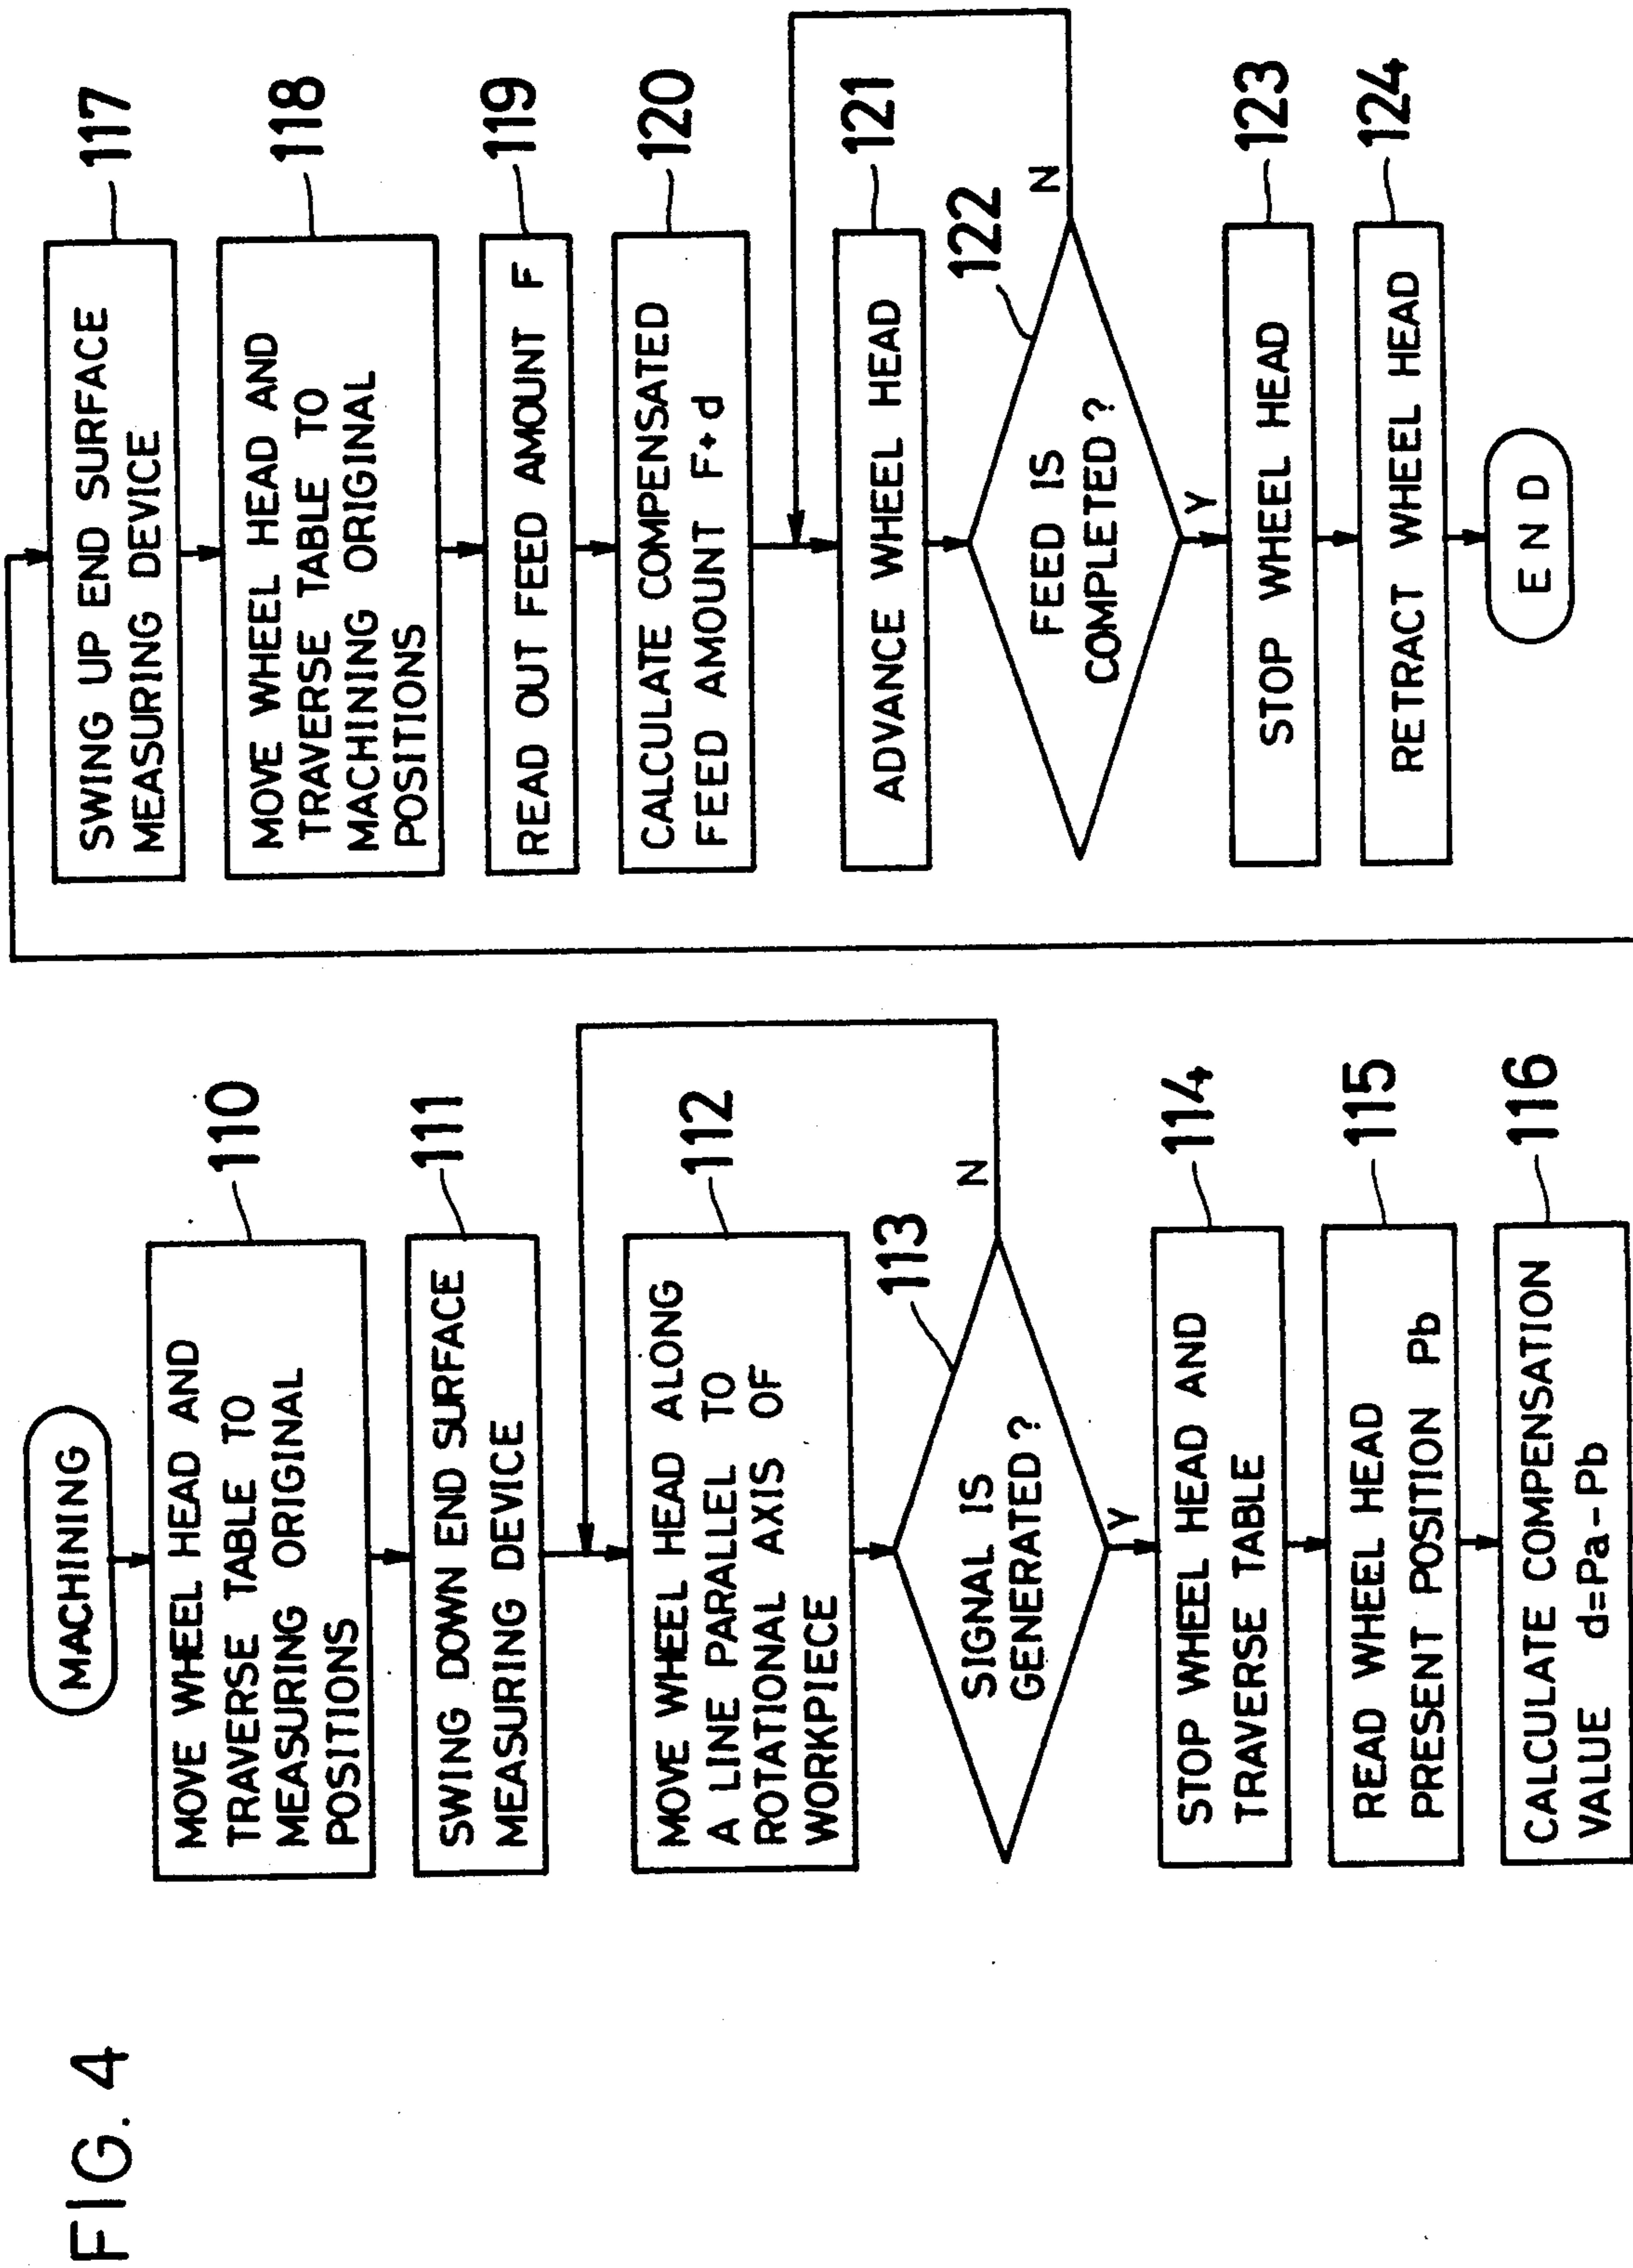 FIG. 4
MACHINING
MOVE WHEEL HEAD AND
TRAVERSE TABLE TO
MEASURING ORIGINAL
POSITIONS
110
SWING DOWN END SURFACE
MEASURING DEVICE
111
MOVE WHEEL HEAD ALONG
A LINE PARALLEL TO
ROTATIONAL AXIS OF
WORKPIECE
112
SIGNAL IS
GENERATED?
113
N
Y
STOP WHEEL HEAD AND
TRAVERSE TABLE
114
READ WHEEL HEAD
PRESENT POSITION Pb
115
CALCULATE COMPENSATION
VALUE d=Pa-Pb
116
SWING UP END SURFACE
MEASURING DEVICE
117
MOVE WHEEL HEAD AND
TRAVERSE TABLE TO
MACHINING ORIGINAL
POSITIONS
118
READ OUT FEED AMOUNT F
119
CALCULATE COMPENSATED
FEED AMOUNT F+d
120
ADVANCE WHEEL HEAD
121
FEED IS
COMPLETED?
122
N
Y
STOP WHEEL HEAD
123
RETRACT WHEEL HEAD
124
END